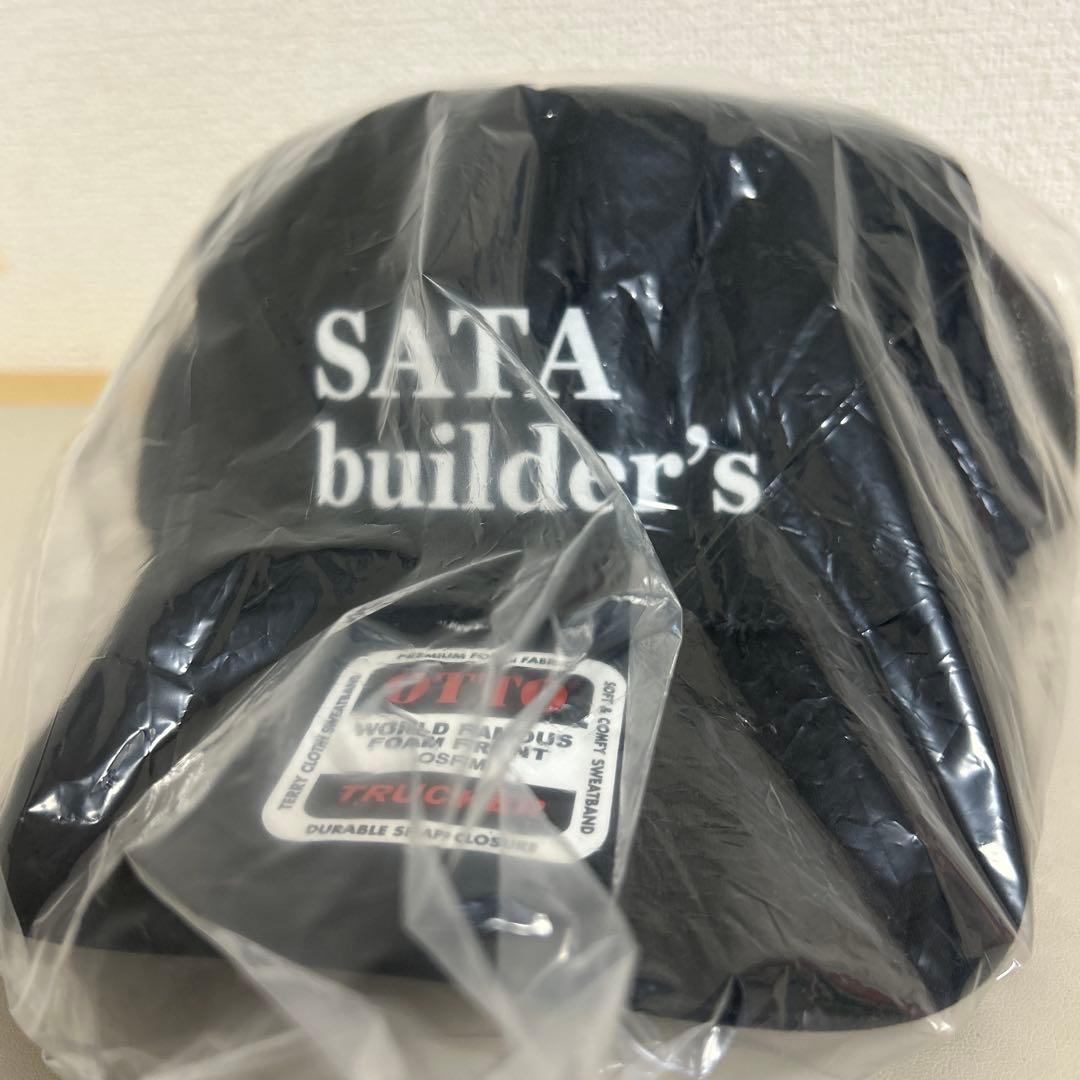 SATA
builder's
PREMIUM FOAM FABRIC
OTTO
WORLD FAMOUS
FOAM FRONT
TRUCKER
DURABLE SNAP CLOSURE
TERRY CLOTH SWEATBAND
SOFT & COMFY SWEATBAND